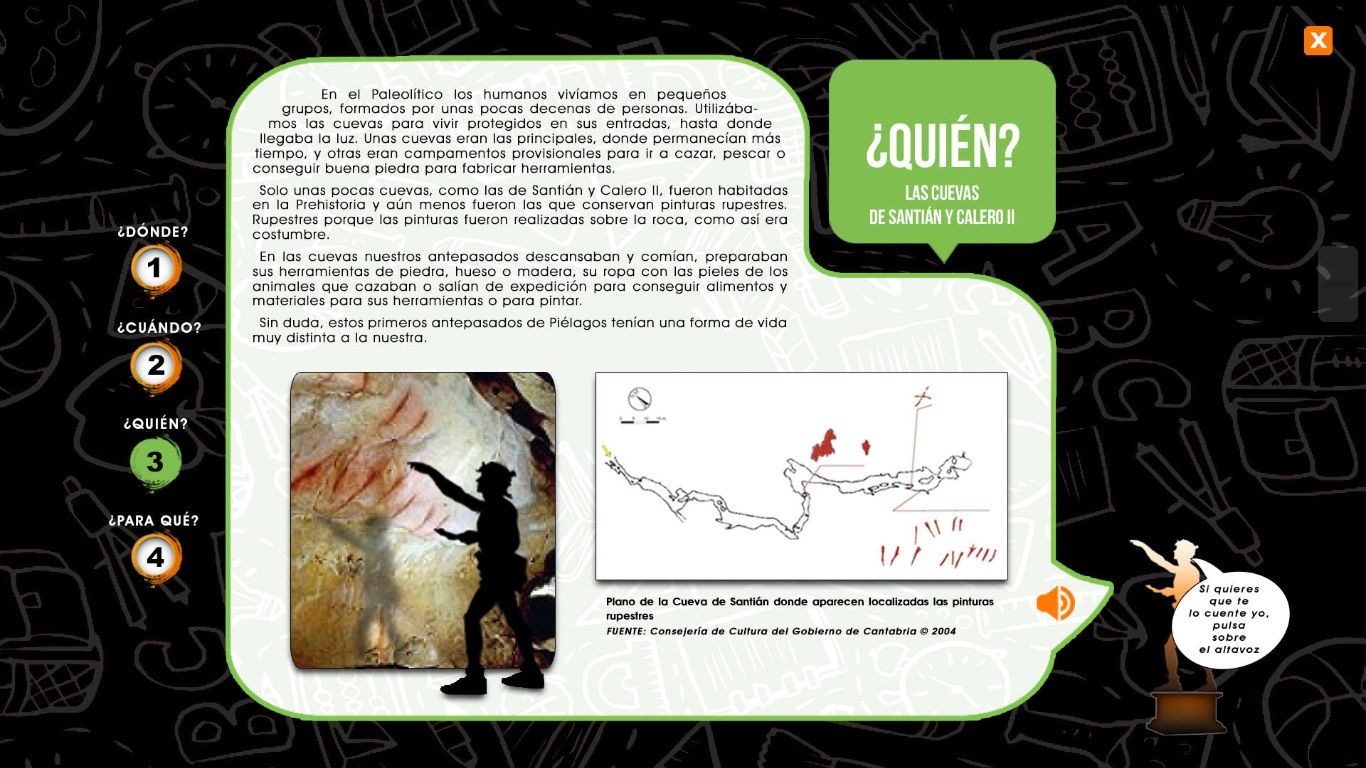 X
¿QUIÉN?
LAS CUEVAS
DE SANTIÁN Y CALERO II
En el Paleolítico los humanos vivíamos en pequeños
grupos, formados por unas pocas decenas de personas. Utilizába-
mos las cuevas para vivir protegidos en sus entradas, hasta donde
llegaba la luz. Unas cuevas eran las principales, donde permanecían más
tiempo, y otras eran campamentos provisionales para ir a cazar, pescar o
conseguir buena piedra para fabricar herramientas.
Solo unas pocas cuevas, como las de Santián y Calero II, fueron habitadas
en la Prehistoria y aún menos fueron las que conservan pinturas rupestres.
Rupestres porque las pinturas fueron realizadas sobre la roca, como así era
costumbre.
En las cuevas nuestros antepasados descansaban y comían, preparaban
sus herramientas de piedra, hueso o madera, su ropa con las pieles de los
animales que cazaban o salían de expedición para conseguir alimentos y
materiales para sus herramientas o para pintar.
Sin duda, estos primeros antepasados de Piélagos tenían una forma de vida
muy distinta a la nuestra.
¿DÓNDE?
1
¿CUÁNDO?
2
¿QUIÉN?
3
¿PARA QUÉ?
4
Plano de la Cueva de Santián donde aparecen localizadas las pinturas
rupestres
FUENTE: Consejería de Cultura del Gobierno de Cantabria © 2004
Si quieres
que te
lo cuente yo,
pulsa
sobre
el altavoz